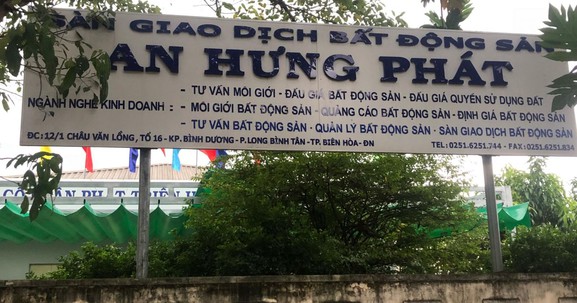 SÀN GIAO DỊCH BẤT ĐỘNG SẢN
AN HƯNG PHÁT
NGÀNH NGHỀ KINH DOANH :
- TƯ VẤN MÔI GIỚI - ĐẤU GIÁ BẤT ĐỘNG SẢN - ĐẤU GIÁ QUYỀN SỬ DỤNG ĐẤT
- MÔI GIỚI BẤT ĐỘNG SẢN - QUẢNG CÁO BẤT ĐỘNG SẢN - ĐỊNH GIÁ BẤT ĐỘNG SẢN
- TƯ VẤN BẤT ĐỘNG SẢN - QUẢN LÝ BẤT ĐỘNG SẢN - SÀN GIAO DỊCH BẤT ĐỘNG SẢN
ĐC: 12/1 CHÂU VĂN LỒNG, TỔ 16 - KP. BÌNH DƯƠNG - P. LONG BÌNH TÂN - TP. BIÊN HÒA - ĐN
TEL: 0251.6251.744 - FAX: 0251.6251.834